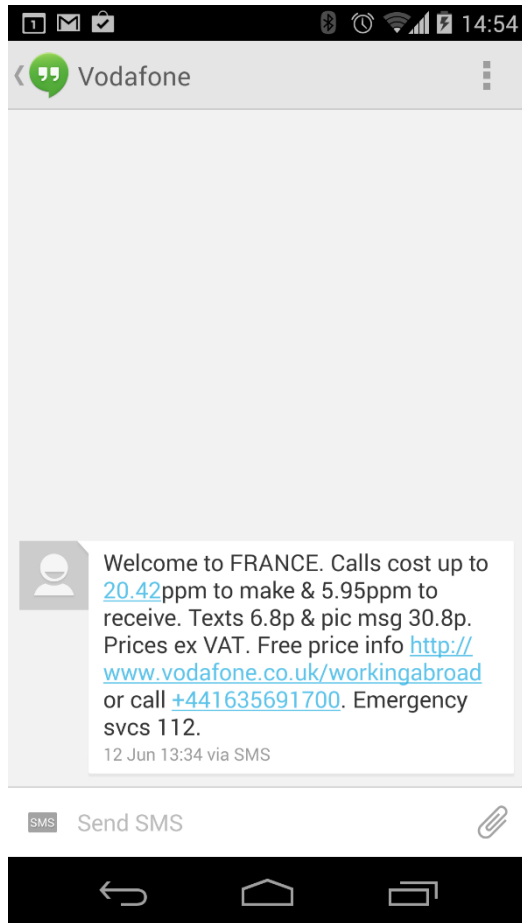 1
14:54
Vodafone
Welcome to FRANCE. Calls cost up to
20.42ppm to make & 5.95ppm to
receive. Texts 6.8p & pic msg 30.8p.
Prices ex VAT. Free price info http://
www.vodafone.co.uk/workingabroad
or call +441635691700. Emergency
svcs 112.
12 Jun 13:34 via SMS
SMS Send SMS